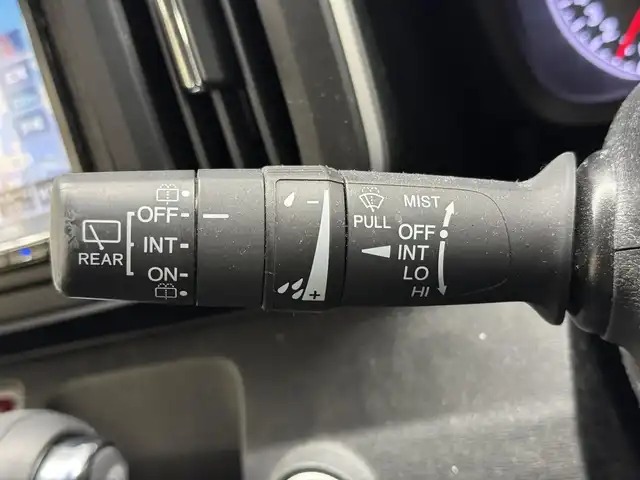 OFF
INT
REAR
ON
−
+
PULL
MIST
OFF
INT
LO
HI